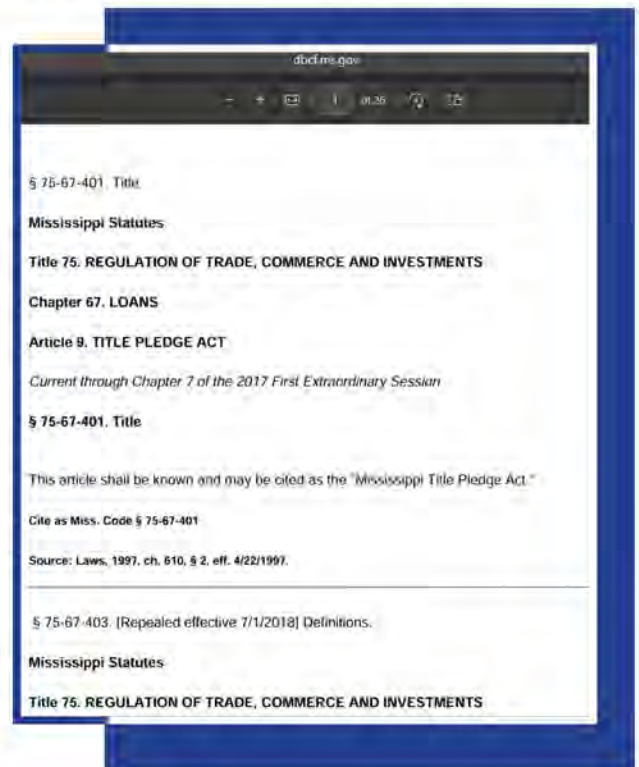 dbcf.ms.gov
1
§ 75-67-401. Title
Mississippi Statutes
Title 75. REGULATION OF TRADE, COMMERCE AND INVESTMENTS
Chapter 67. LOANS
Article 9. TITLE PLEDGE ACT
Current through Chapter 7 of the 2017 First Extraordinary Session
§ 75-67-401. Title
This article shall be known and may be cited as the "Mississippi Title Pledge Act."
Cite as Miss. Code § 75-67-401
Source: Laws, 1997, ch. 610, § 2, eff. 4/22/1997.
§ 75-67-403. [Repealed effective 7/1/2018] Definitions.
Mississippi Statutes
Title 75. REGULATION OF TRADE, COMMERCE AND INVESTMENTS